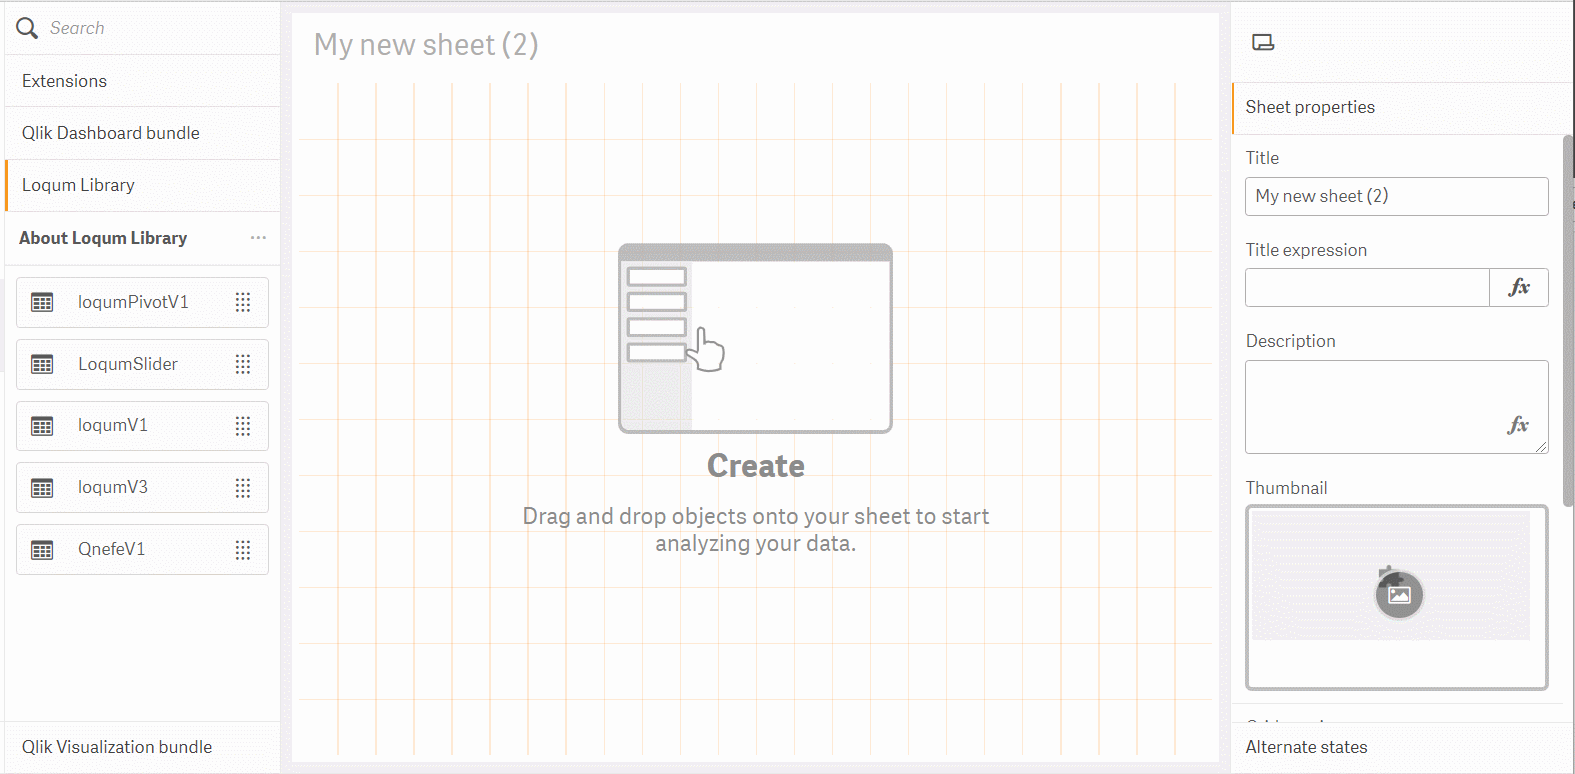 Search
Extensions
Qlik Dashboard bundle
Loqum Library
About Loqum Library
loqumPivotV1
LoqumSlider
loqumV1
loqumV3
QnefeV1
Qlik Visualization bundle
My new sheet (2)
Create
Drag and drop objects onto your sheet to start
analyzing your data.
Sheet properties
Title
My new sheet (2)
Title expression
fx
Description
fx
Thumbnail
Alternate states